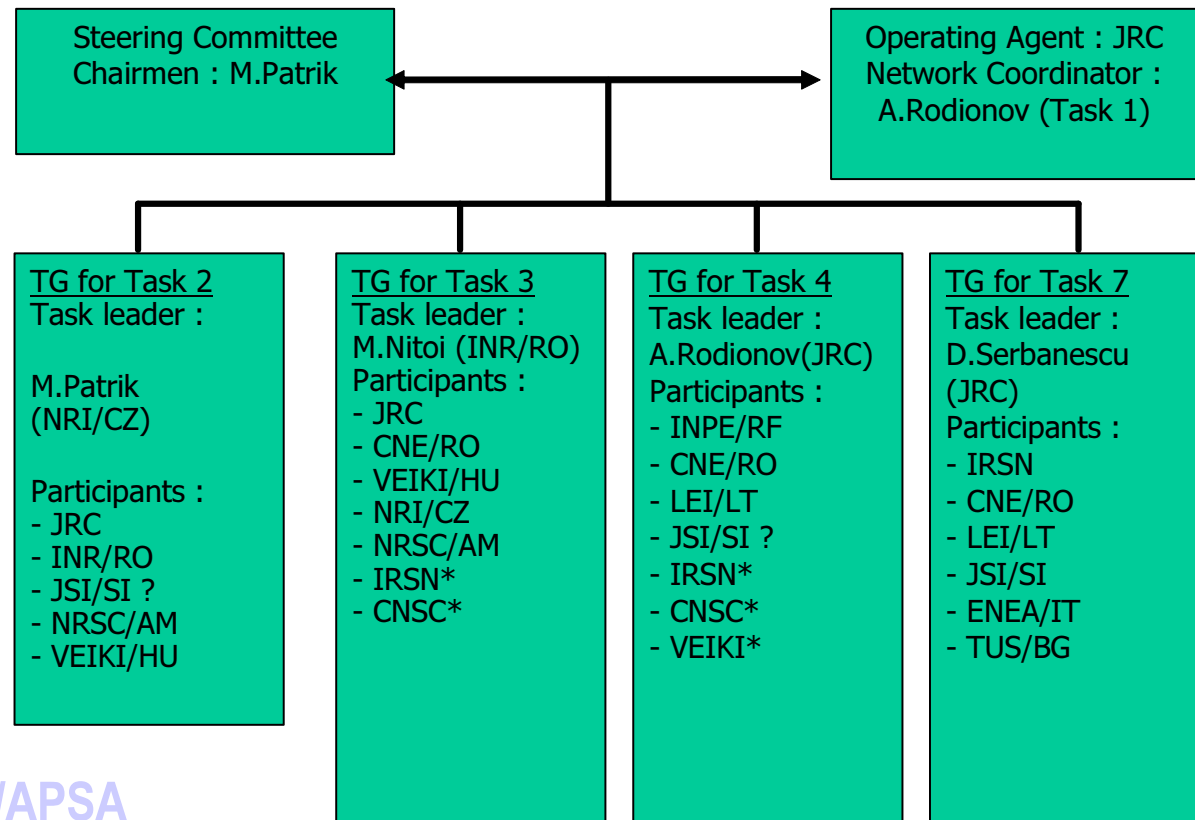 Steering Committee
Chairmen : M.Patrik
Operating Agent : JRC
Network Coordinator :
A.Rodionov (Task 1)
TG for Task 2
Task leader :
M.Patrik
(NRI/CZ)
Participants :
- JRC
- INR/RO
- JSI/SI ?
- NRSC/AM
- VEIKI/HU
TG for Task 3
Task leader :
M.Nitoi (INR/RO)
Participants :
- JRC
- CNE/RO
- VEIKI/HU
- NRI/CZ
- NRSC/AM
- IRSN*
- CNSC*
TG for Task 4
Task leader :
A.Rodionov(JRC)
Participants :
- INPE/RF
- CNE/RO
- LEI/LT
- JSI/SI ?
- IRSN*
- CNSC*
- VEIKI*
TG for Task 7
Task leader :
D.Serbanescu
(JRC)
Participants :
- IRSN
- CNE/RO
- LEI/LT
- JSI/SI
- ENEA/IT
- TUS/BG